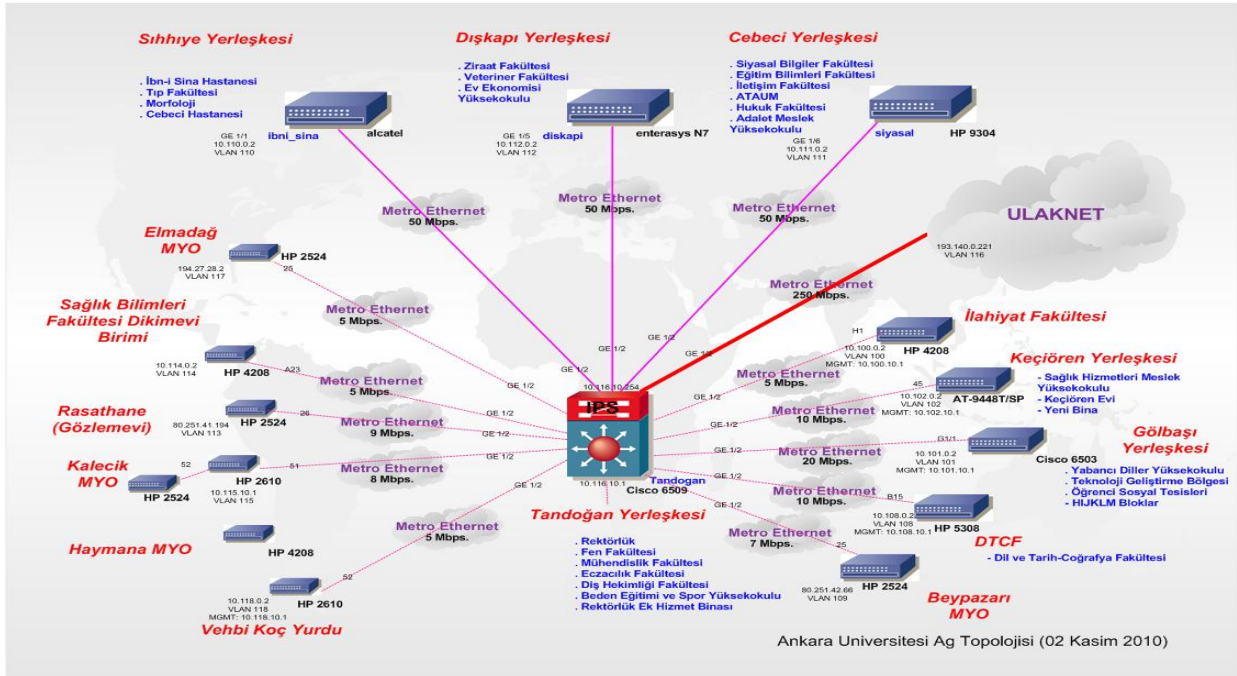 Sıhhıye Yerleşkesi
. İbn-i Sina Hastanesi
. Tıp Fakültesi
. Morfoloji
. Cebeci Hastanesi
ibni_sina
alcatel
GE 1/1
10.110.0.2
VLAN 110
Dışkapı Yerleşkesi
. Ziraat Fakültesi
. Veteriner Fakültesi
. Ev Ekonomisi
Yüksekokulu
GE 1/5
10.112.0.2
VLAN 112
diskapi
enterasys N7
Cebeci Yerleşkesi
. Siyasal Bilgiler Fakültesi
. Eğitim Bilimleri Fakültesi
. İletişim Fakültesi
. ATAUM
. Hukuk Fakültesi
. Adalet Meslek
Yüksekokulu
GE 1/6
10.111.0.2
VLAN 111
siyasal
HP 9304
Metro Ethernet
50 Mbps.
Metro Ethernet
50 Mbps.
Metro Ethernet
50 Mbps.
ULAKNET
193.140.0.221
VLAN 116
Metro Ethernet
250 Mbps.
Elmadağ
MYO
HP 2524
194.27.28.2
VLAN 117
25
Metro Ethernet
5 Mbps.
Sağlık Bilimleri
Fakültesi Dikimevi
Birimi
10.114.0.2
VLAN 114
HP 4208
A23
Metro Ethernet
5 Mbps.
Rasathane
(Gözlemevi)
80.251.41.194
VLAN 113
HP 2524
26
Metro Ethernet
9 Mbps.
Kalecik
MYO
52
HP 2524
HP 2610
51
10.115.10.1
VLAN 115
Metro Ethernet
8 Mbps.
Haymana MYO
HP 4208
Metro Ethernet
5 Mbps.
10.118.0.2
VLAN 118
MGMT: 10.118.10.1
HP 2610
52
Vehbi Koç Yurdu
GE 1/2
GE 1/2
GE 1/2
GE 1/2
GE 1/2
GE 1/2
GE 1/2
GE 1/2
GE 1/2
10.116.10.254
IPS
Tandogan
Cisco 6509
10.116.10.1
GE 1/2
GE 1/2
GE 1/2
GE 1/2
GE 1/2
Tandoğan Yerleşkesi
. Rektörlük
. Fen Fakültesi
. Mühendislik Fakültesi
. Eczacılık Fakültesi
. Diş Hekimliği Fakültesi
. Beden Eğitimi ve Spor Yüksekokulu
. Rektörlük Ek Hizmet Binası
İlahiyat Fakültesi
H1
10.100.0.2
VLAN 100
MGMT: 10.100.10.1
HP 4208
Metro Ethernet
5 Mbps.
Keçiören Yerleşkesi
45
10.102.0.2
VLAN 102
MGMT: 10.102.10.1
AT-9448T/SP
- Sağlık Hizmetleri Meslek
Yüksekokulu
- Keçiören Evi
- Yeni Bina
Metro Ethernet
10 Mbps.
Gölbaşı
Yerleşkesi
G1/1
10.101.0.2
VLAN 101
MGMT: 10.101.10.1
Cisco 6503
- Yabancı Diller Yüksekokulu
. Teknoloji Geliştirme Bölgesi
. Öğrenci Sosyal Tesisleri
- HIJKLM Bloklar
Metro Ethernet
20 Mbps.
B15
10.108.0.2
VLAN 108
MGMT: 10.108.10.1
HP 5308
DTCF
- Dil ve Tarih-Coğrafya Fakültesi
Metro Ethernet
10 Mbps.
Metro Ethernet
7 Mbps.
25
80.251.42.66
VLAN 109
HP 2524
Beypazarı
MYO
Ankara Universitesi Ag Topolojisi (02 Kasim 2010)